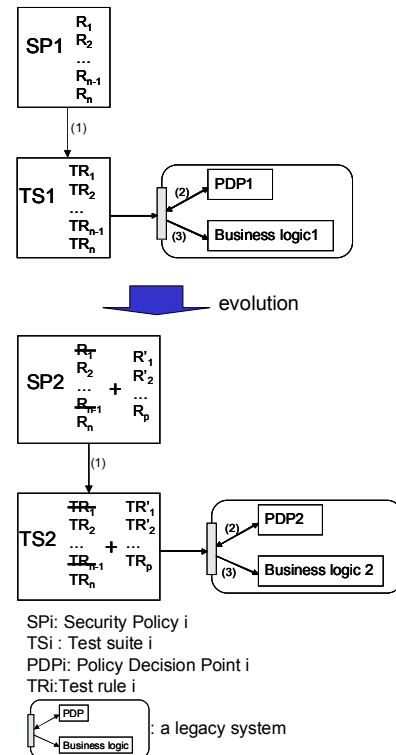 SP1
R1
R2
...
Rn-1
Rn
(1)
TS1
TR1
TR2
...
TRn-1
TRn
(2)
PDP1
(3)
Business logic1
evolution
SP2
R1
R2
...
Rn-1
Rn
+
R'1
R'2
...
Rp
(1)
TS2
TR1
TR2
...
TRn-1
TRn
+
TR'1
TR'2
...
TRp
(2)
PDP2
(3)
Business logic 2
SPi: Security Policy i
TSi : Test suite i
PDPi: Policy Decision Point i
TRi:Test rule i
PDP
Business logic
: a legacy system